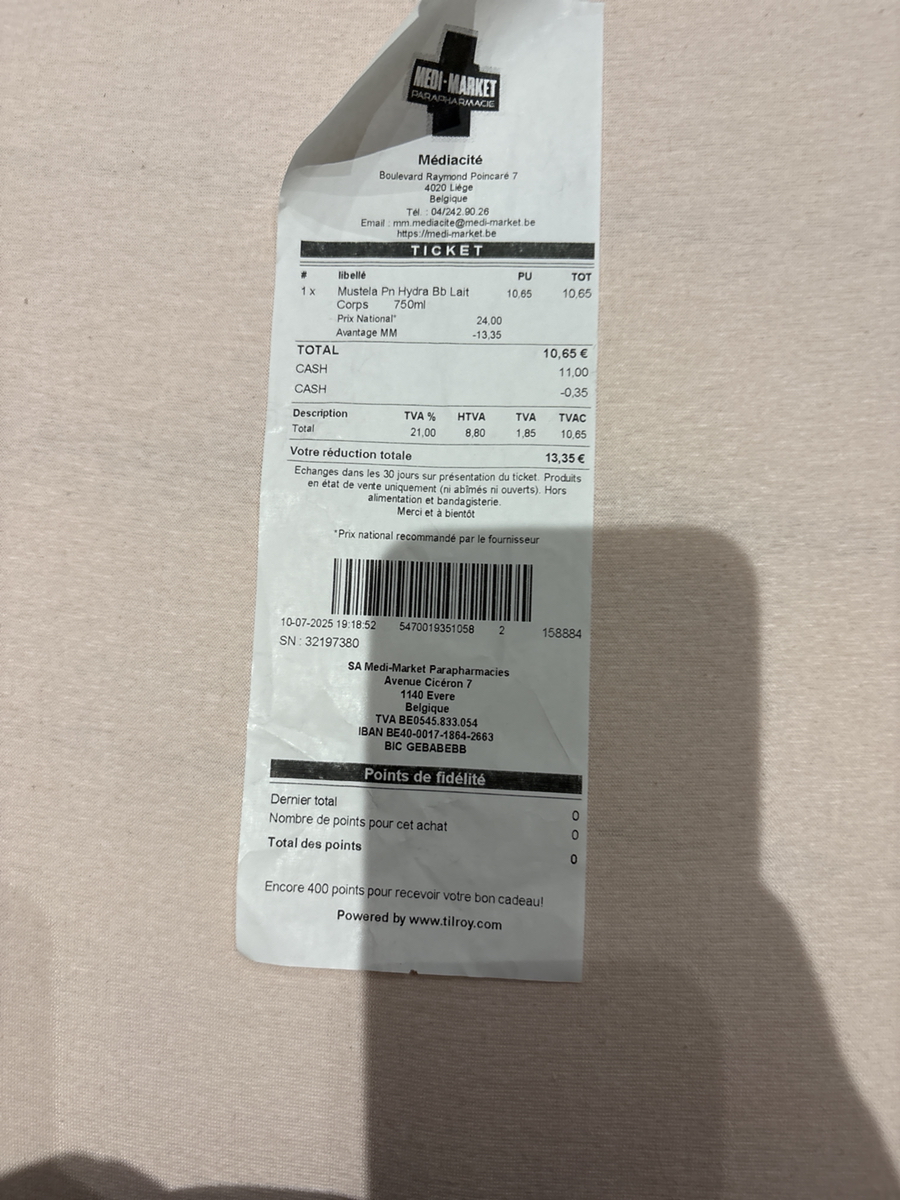 MEDI-MARKET
PARAPHARMACIE
Médiacité
Boulevard Raymond Poincaré 7
4020 Liège
Belgique
Tél. : 04/242.90.26
Email : mm.mediacite@medi-market.be
https://medi-market.be
TICKET
# libellé PU TOT
1 x Mustela Pn Hydra Bb Lait 10,65 10,65
Corps 750ml
Prix National* 24,00
Avantage MM -13,35
TOTAL 10,65 €
CASH 11,00
CASH -0,35
Description TVA % HTVA TVA TVAC
Total 21,00 8,80 1,85 10,65
Votre réduction totale 13,35 €
Echanges dans les 30 jours sur présentation du ticket. Produits
en état de vente uniquement (ni abîmés ni ouverts). Hors
alimentation et bandagisterie.
Merci et à bientôt
*Prix national recommandé par le fournisseur
10-07-2025 19:18:52 5470019351058 2 158884
SN : 32197380
SA Medi-Market Parapharmacies
Avenue Cicéron 7
1140 Evere
Belgique
TVA BE0545.833.054
IBAN BE40-0017-1864-2663
BIC GEBABEBB
Points de fidélité
Dernier total 0
Nombre de points pour cet achat 0
Total des points 0
Encore 400 points pour recevoir votre bon cadeau!
Powered by www.tilroy.com